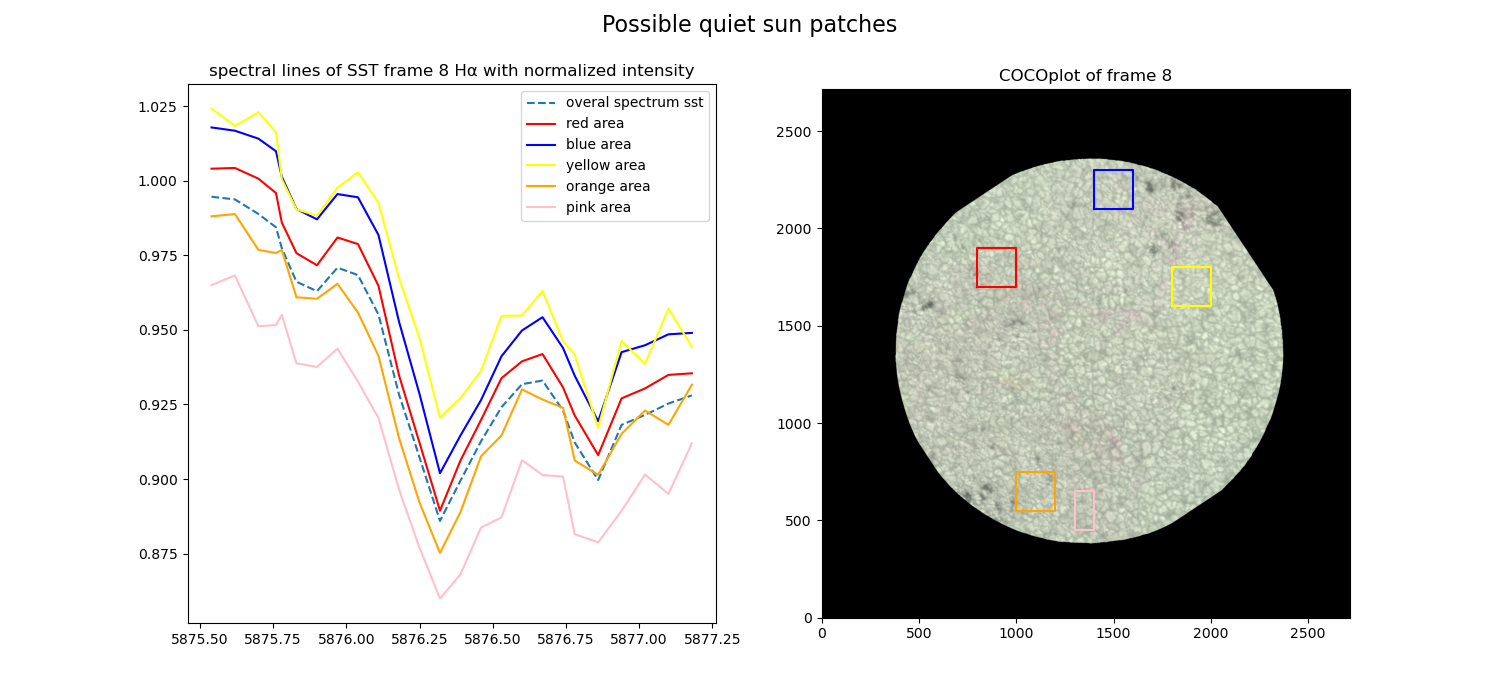 Possible quiet sun patches
spectral lines of SST frame 8 Hα with normalized intensity
1.025
1.000
0.975
0.950
0.925
0.900
0.875
5875.50 5875.75 5876.00 5876.25 5876.50 5876.75 5877.00 5877.25
overal spectrum sst
red area
blue area
yellow area
orange area
pink area
COCOplot of frame 8
2500
2000
1500
1000
500
0
0 500 1000 1500 2000 2500